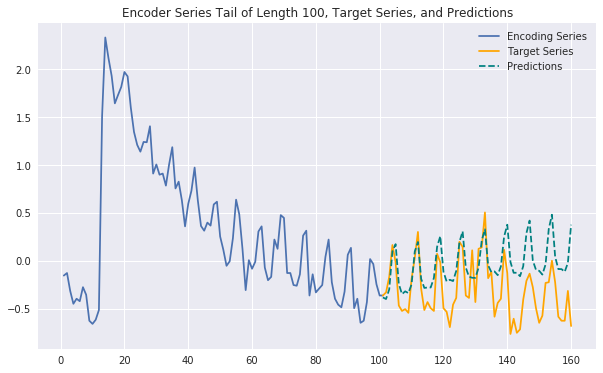 Encoder Series Tail of Length 100, Target Series, and Predictions
Encoding Series
Target Series
Predictions
2.0
1.5
1.0
0.5
0.0
−0.5
0 20 40 60 80 100 120 140 160